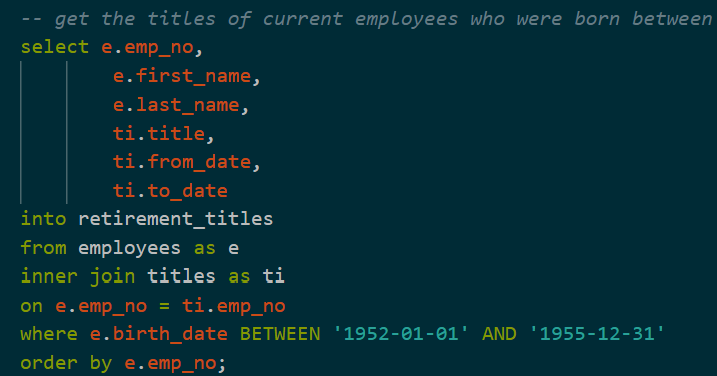 -- get the titles of current employees who were born between
select e.emp_no,
e.first_name,
e.last_name,
ti.title,
ti.from_date,
ti.to_date
into retirement_titles
from employees as e
inner join titles as ti
on e.emp_no = ti.emp_no
where e.birth_date BETWEEN '1952-01-01' AND '1955-12-31'
order by e.emp_no;